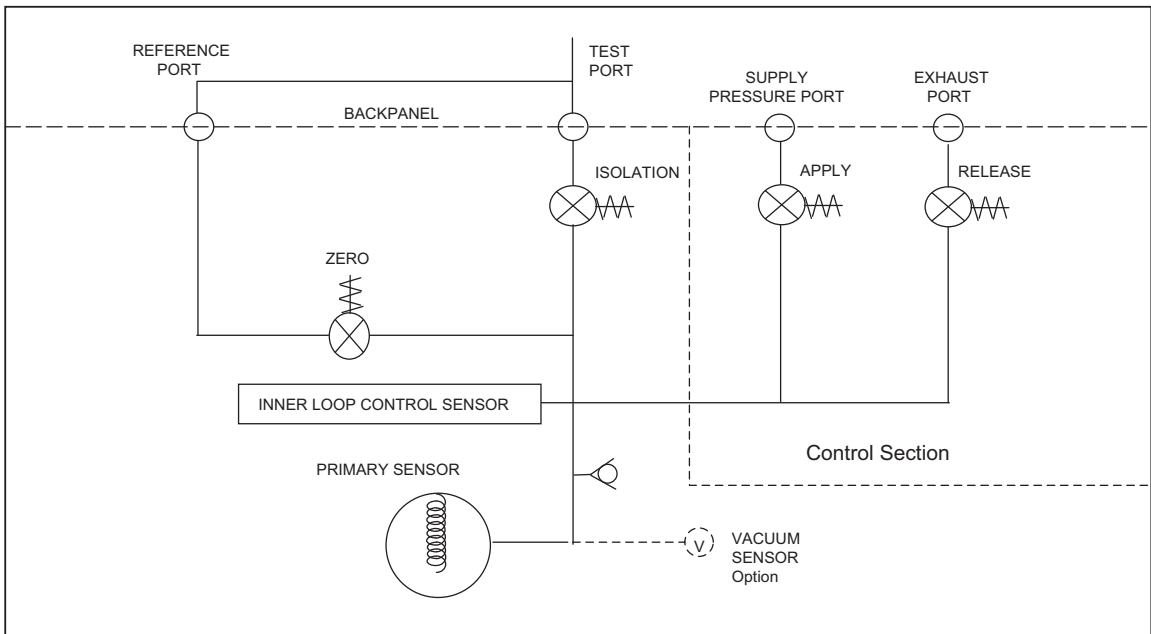 REFERENCE
PORT
TEST
PORT
SUPPLY
PRESSURE PORT
EXHAUST
PORT
BACKPANEL
ISOLATION
APPLY
RELEASE
ZERO
INNER LOOP CONTROL SENSOR
Control Section
PRIMARY SENSOR
V
VACUUM
SENSOR
Option